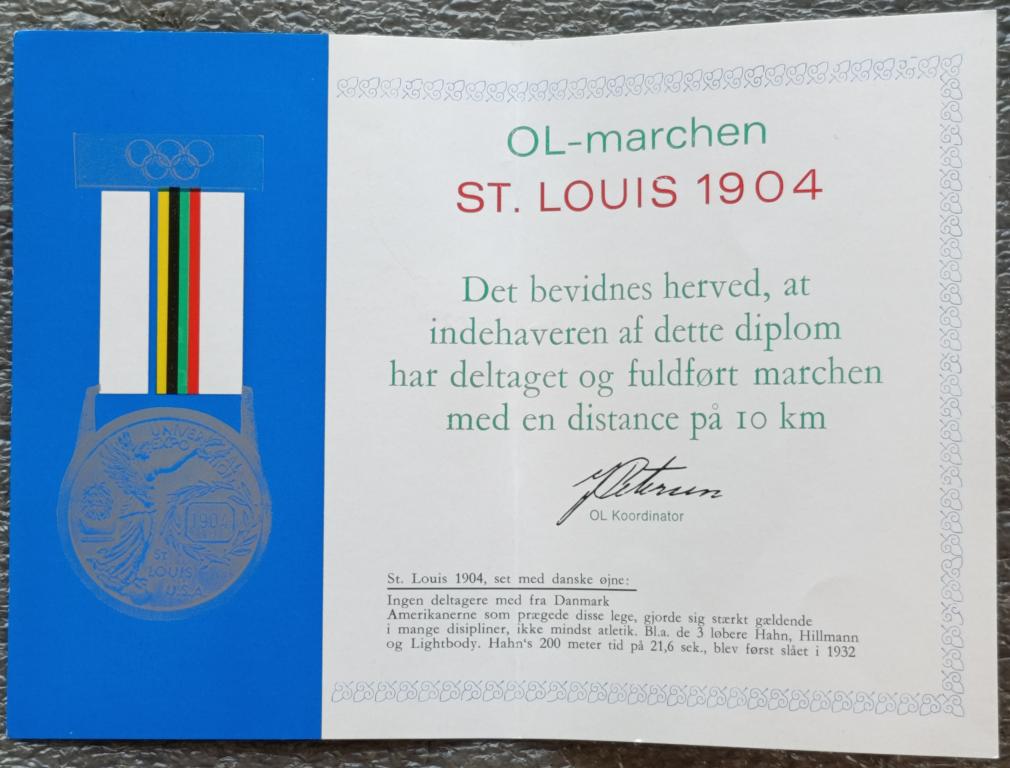 UNIVERSAL
EXPOSITION
1904
ST.
LOUIS
U.S.A.
OL-marchen
ST. LOUIS 1904
Det bevidnes herved, at
indehaveren af dette diplom
har deltaget og fuldført marchen
med en distance på 10 km
J Petersen
OL Koordinator
St. Louis 1904, set med danske øjne:
Ingen deltagere med fra Danmark
Amerikanerne som prægede disse lege, gjorde sig stærkt gældende
i mange disipliner, ikke mindst atletik. Bl.a. de 3 løbere Hahn, Hillmann
og Lightbody. Hahn's 200 meter tid på 21,6 sek., blev først slået i 1932